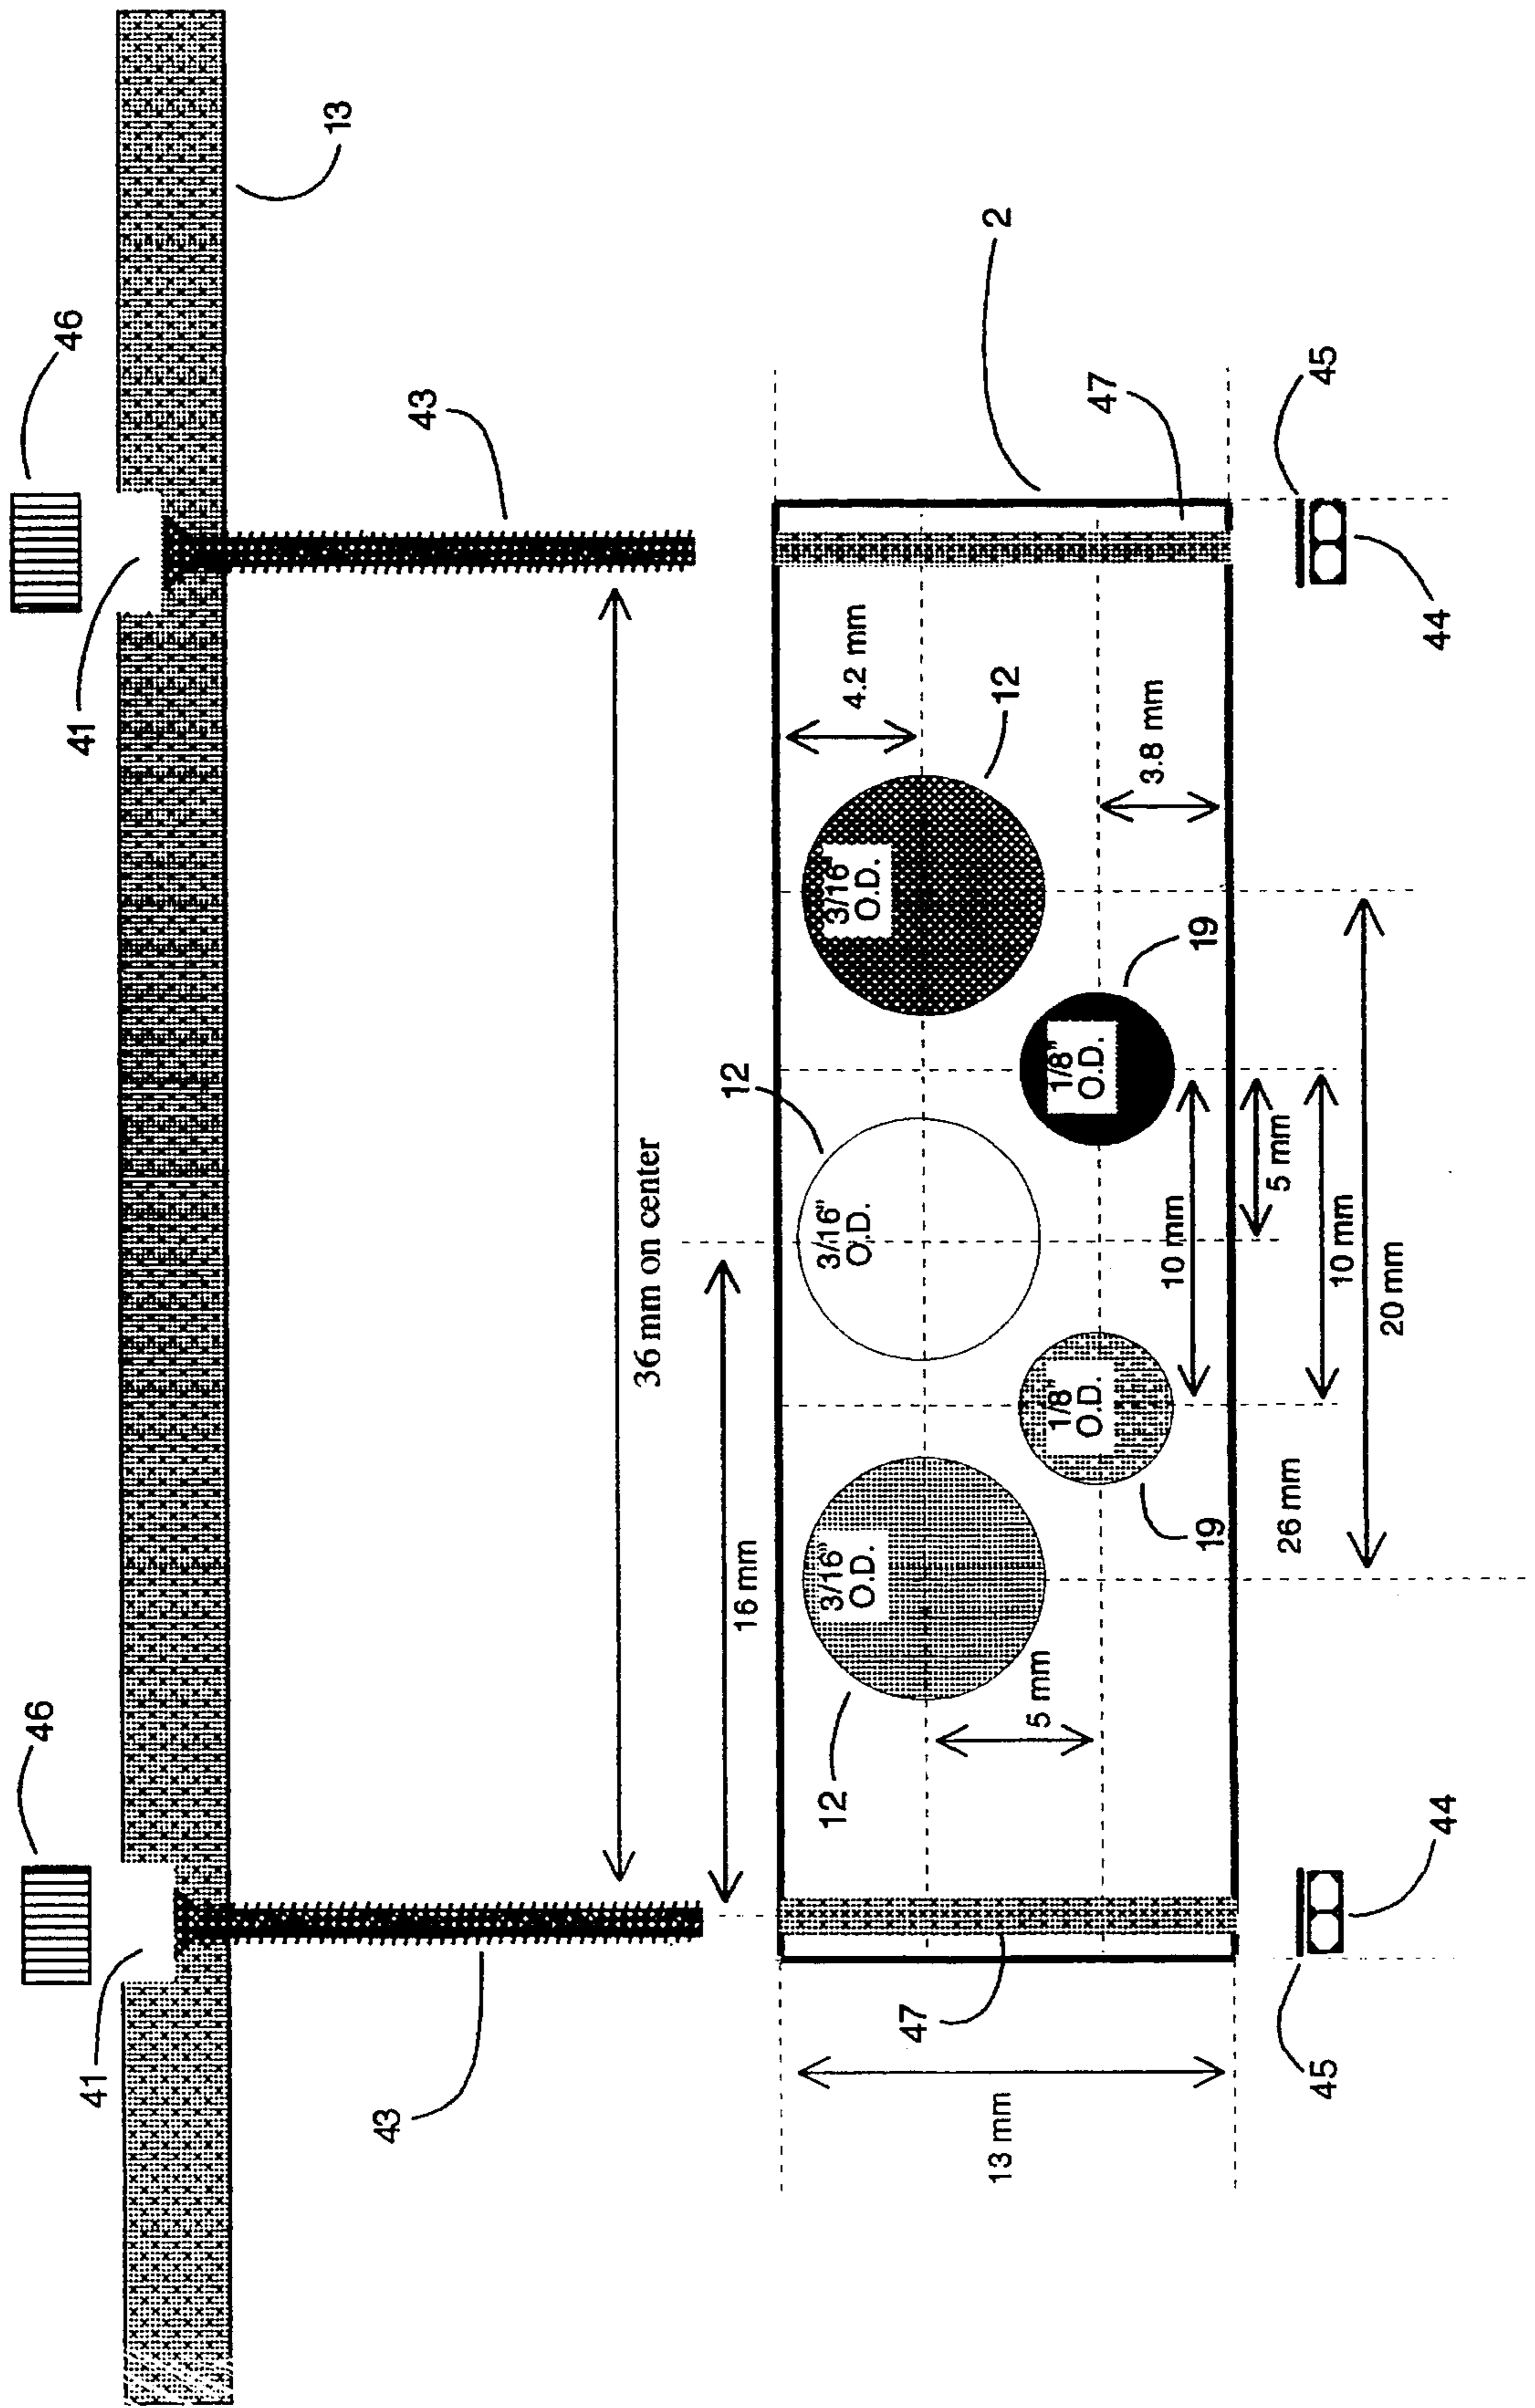 46
46
41
41
13
43
43
36 mm on center
16 mm
2
47
47
4.2 mm
3.8 mm
5 mm
13 mm
12
12
12
3/16"
O.D.
3/16"
O.D.
3/16"
O.D.
19
19
1/8"
O.D.
1/8"
O.D.
10 mm
5 mm
10 mm
26 mm
20 mm
45
45
44
44